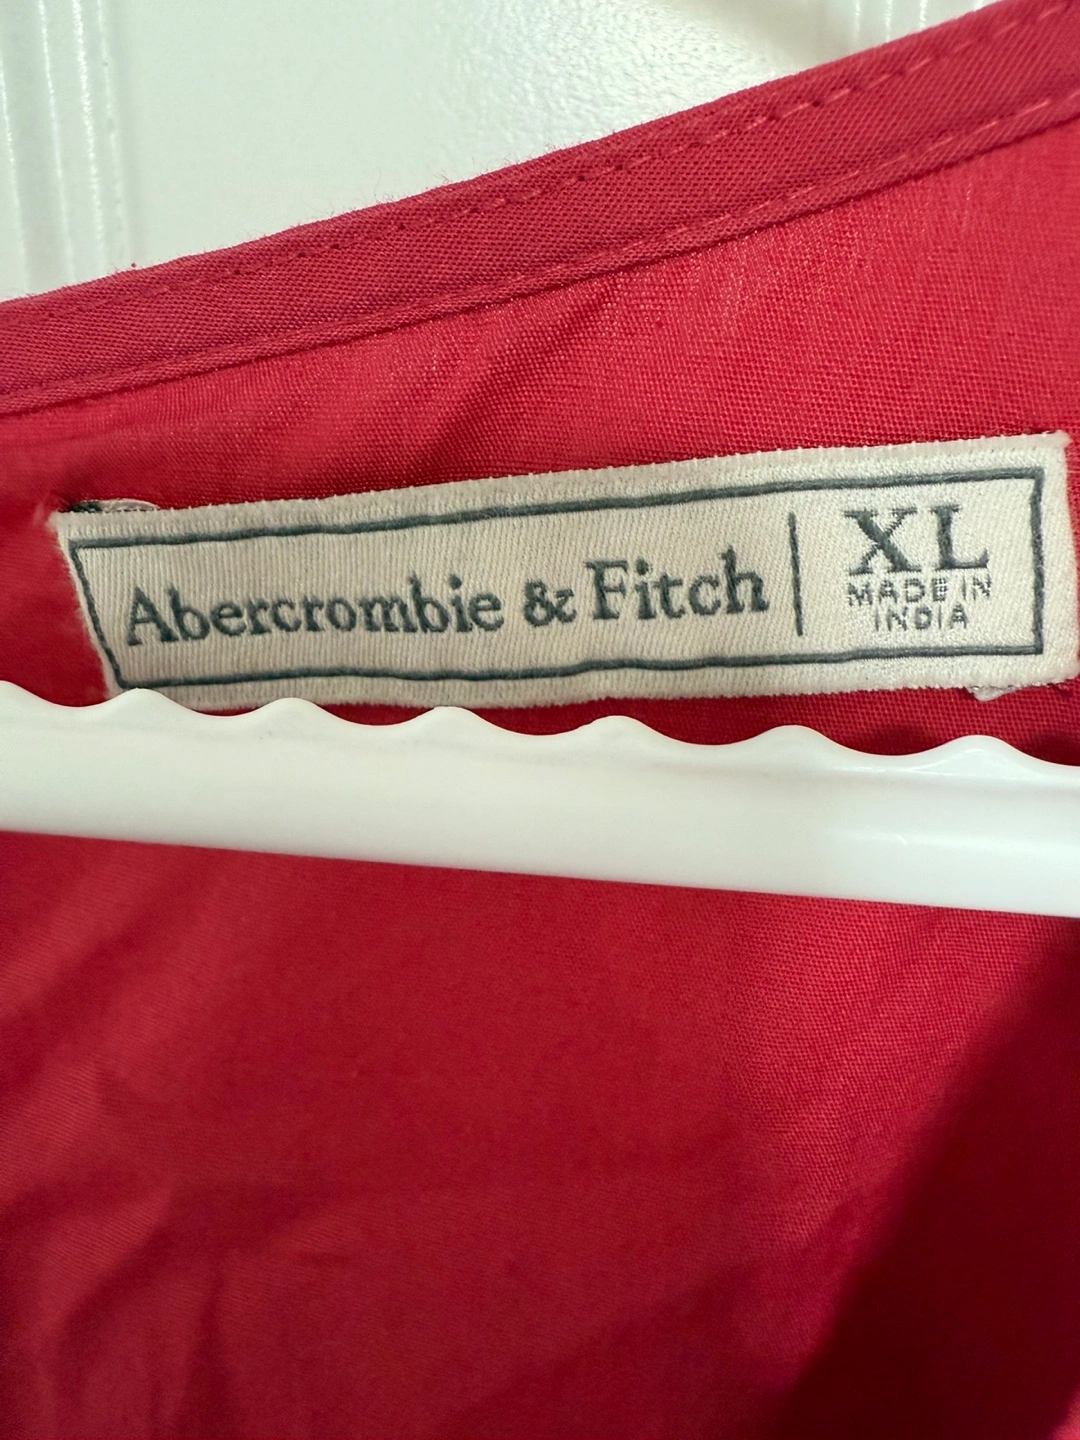 Abercrombie & Fitch
XL
MADE IN
INDIA